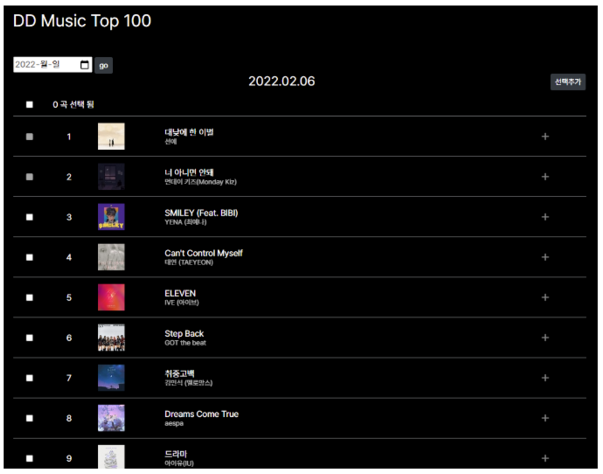 DD Music Top 100
2022-월-일 go
2022.02.06
선택추가
0 곡 선택 됨
1
대낮에 한 이별
선예
+
2
니 아니면 안돼
먼데이 키즈(Monday Kiz)
+
3
SMiLEY
SMILEY (Feat. BIBI)
YENA (최예나)
+
4
Can't Control Myself
태연 (TAEYEON)
+
5
ELEVEN
IVE (아이브)
+
6
Step Back
GOT the beat
+
7
취중고백
김민석 (멜로망스)
+
8
Dreams Come True
aespa
+
9
드라마
아이유(IU)
+